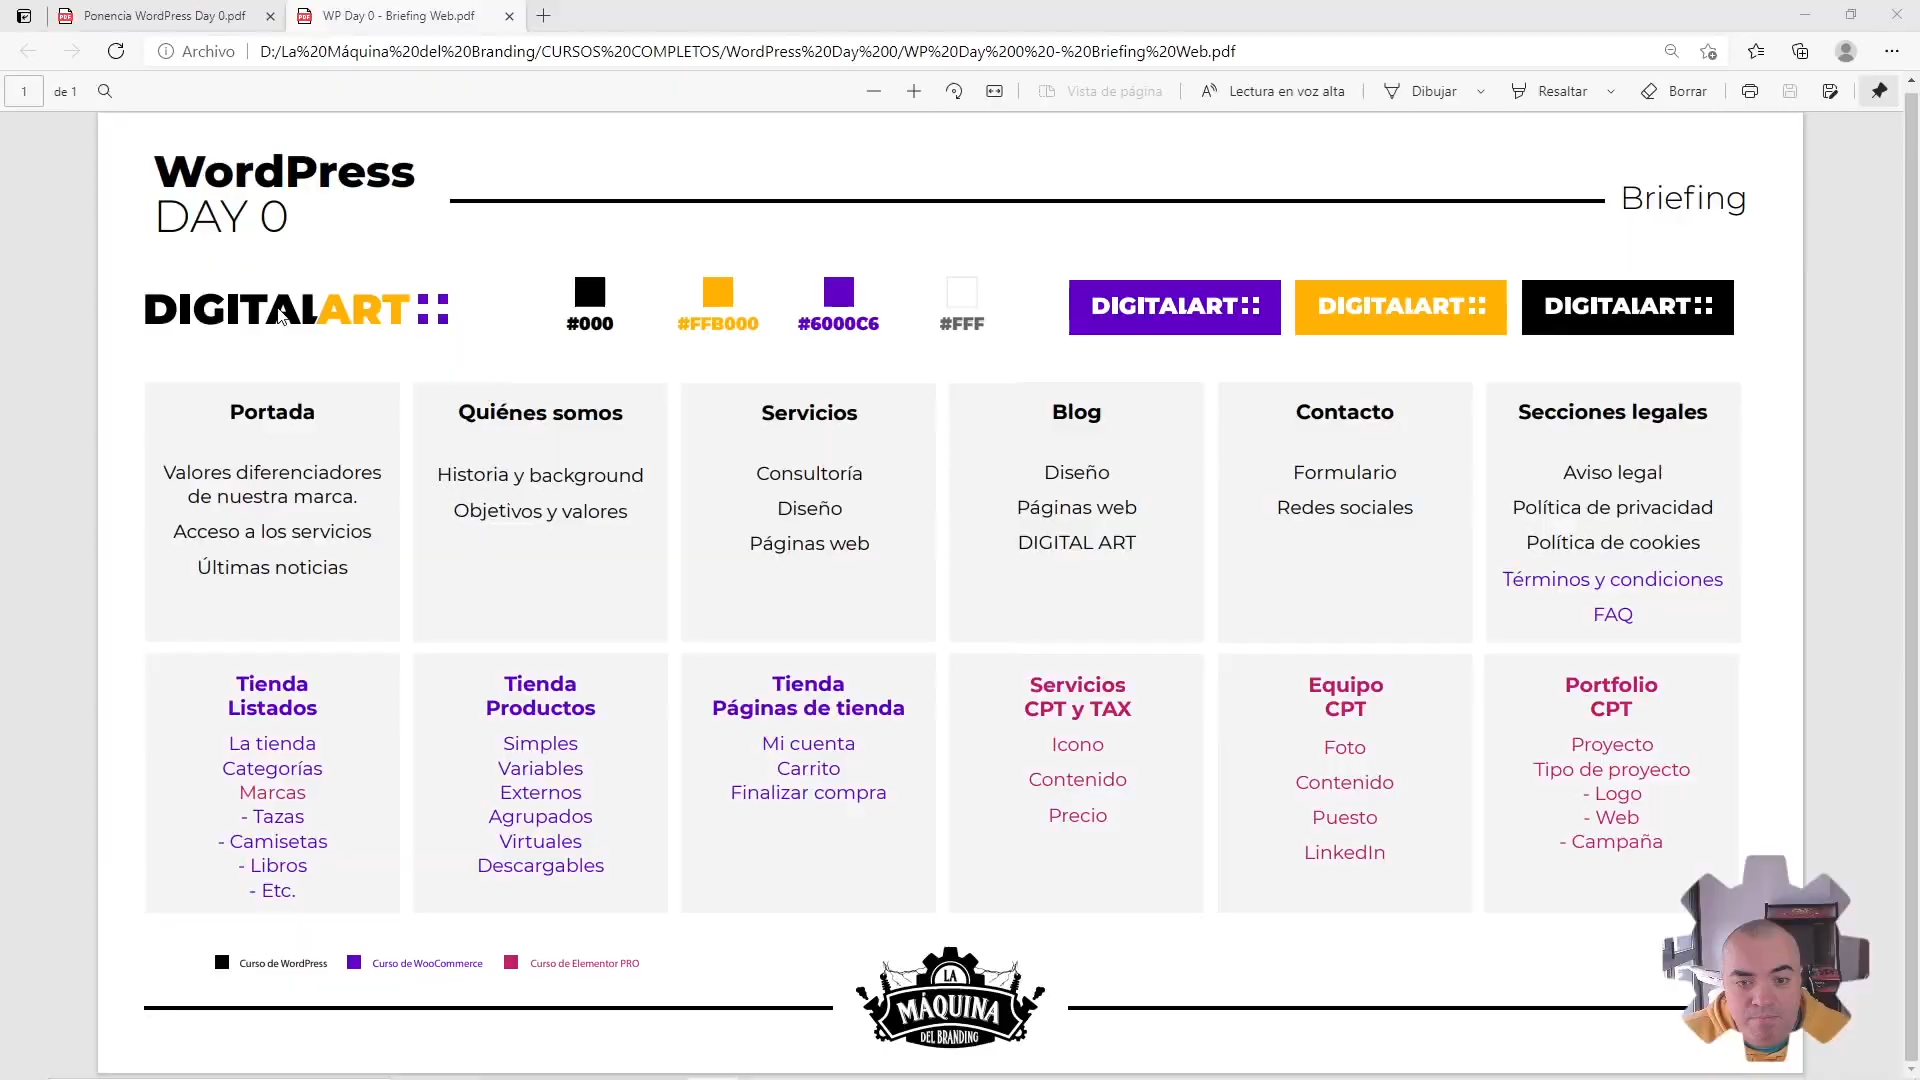 Ponencia WordPress Day 0.pdf
WP Day 0 - Briefing Web.pdf
Archivo
D:/La%20Máquina%20del%20Branding/CURSOS%20COMPLETOS/WordPress%20Day%200/WP%20Day%200%20-%20Briefing%20Web.pdf
1 de 1
Vista de página
Lectura en voz alta
Dibujar
Resaltar
Borrar
WordPress
DAY 0
Briefing
DIGITALART
#000
#FFB000
#6000C6
#FFF
DIGITALART
DIGITALART
DIGITALART
Portada
Valores diferenciadores
de nuestra marca.
Acceso a los servicios
Últimas noticias
Quiénes somos
Historia y background
Objetivos y valores
Servicios
Consultoría
Diseño
Páginas web
Blog
Diseño
Páginas web
DIGITAL ART
Contacto
Formulario
Redes sociales
Secciones legales
Aviso legal
Política de privacidad
Política de cookies
Términos y condiciones
FAQ
Tienda
Listados
La tienda
Categorías
Marcas
- Tazas
- Camisetas
- Libros
- Etc.
Tienda
Productos
Simples
Variables
Externos
Agrupados
Virtuales
Descargables
Tienda
Páginas de tienda
Mi cuenta
Carrito
Finalizar compra
Servicios
CPT y TAX
Icono
Contenido
Precio
Equipo
CPT
Foto
Contenido
Puesto
LinkedIn
Portfolio
CPT
Proyecto
Tipo de proyecto
- Logo
- Web
- Campaña
Curso de WordPress
Curso de WooCommerce
Curso de Elementor PRO
LA
MÁQUINA
DEL BRANDING